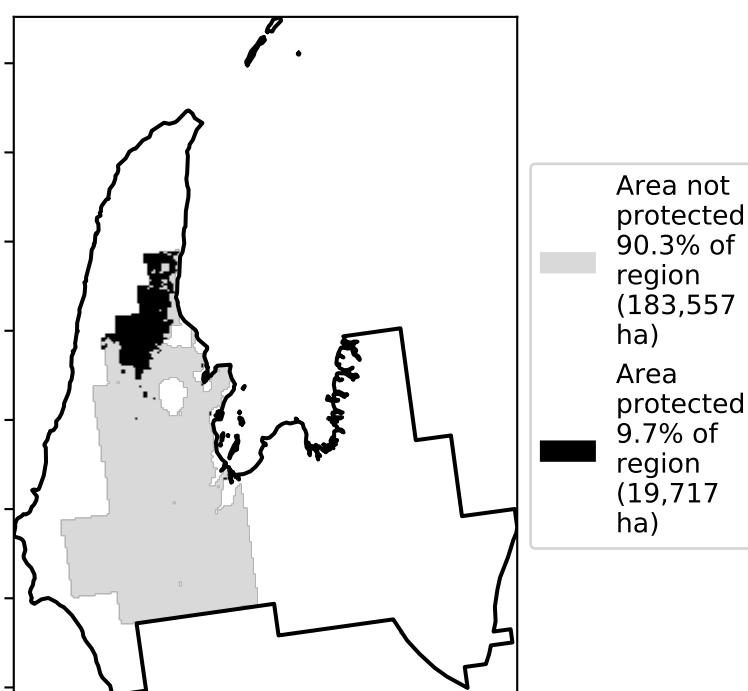 Area not
protected
90.3% of
region
(183,557
ha)
Area
protected
9.7% of
region
(19,717
ha)